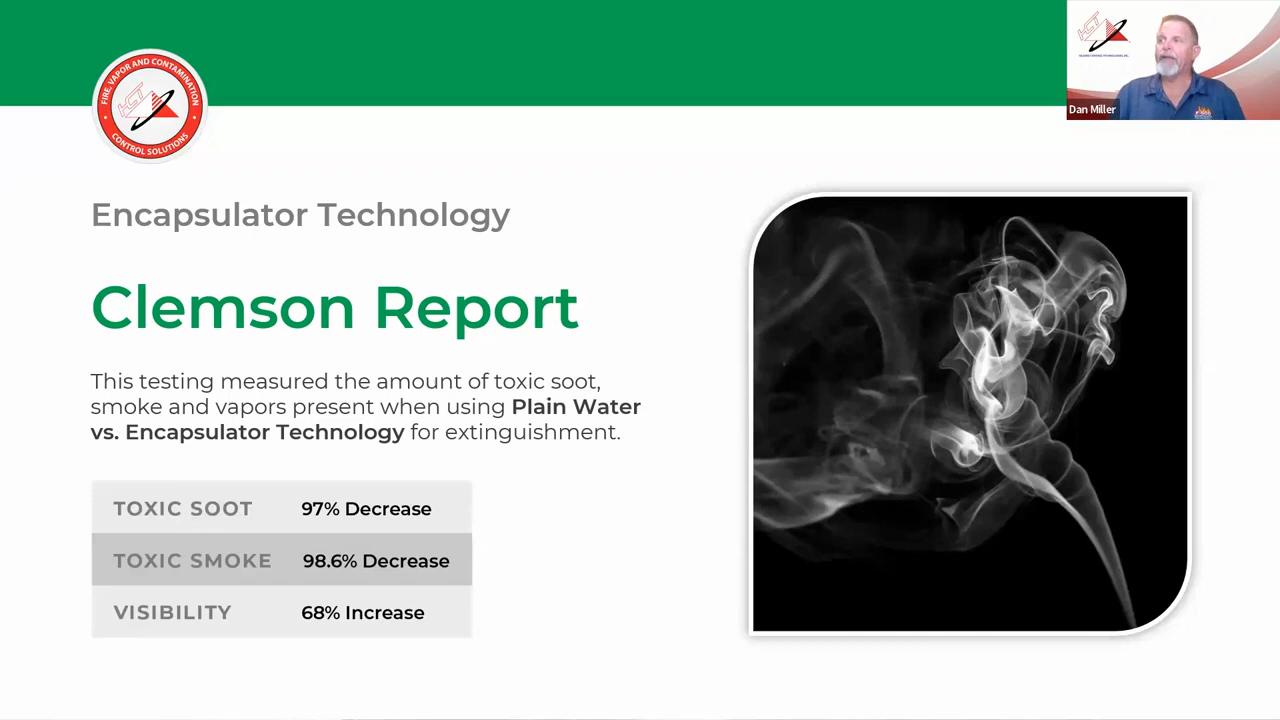 FIRE, VAPOR AND CONTAMINATION
HCT
CONTROL SOLUTIONS
HCT
Dan Miller
Encapsulator Technology
Clemson Report
This testing measured the amount of toxic soot,
smoke and vapors present when using Plain Water
vs. Encapsulator Technology for extinguishment.
TOXIC SOOT 97% Decrease
TOXIC SMOKE 98.6% Decrease
VISIBILITY 68% Increase